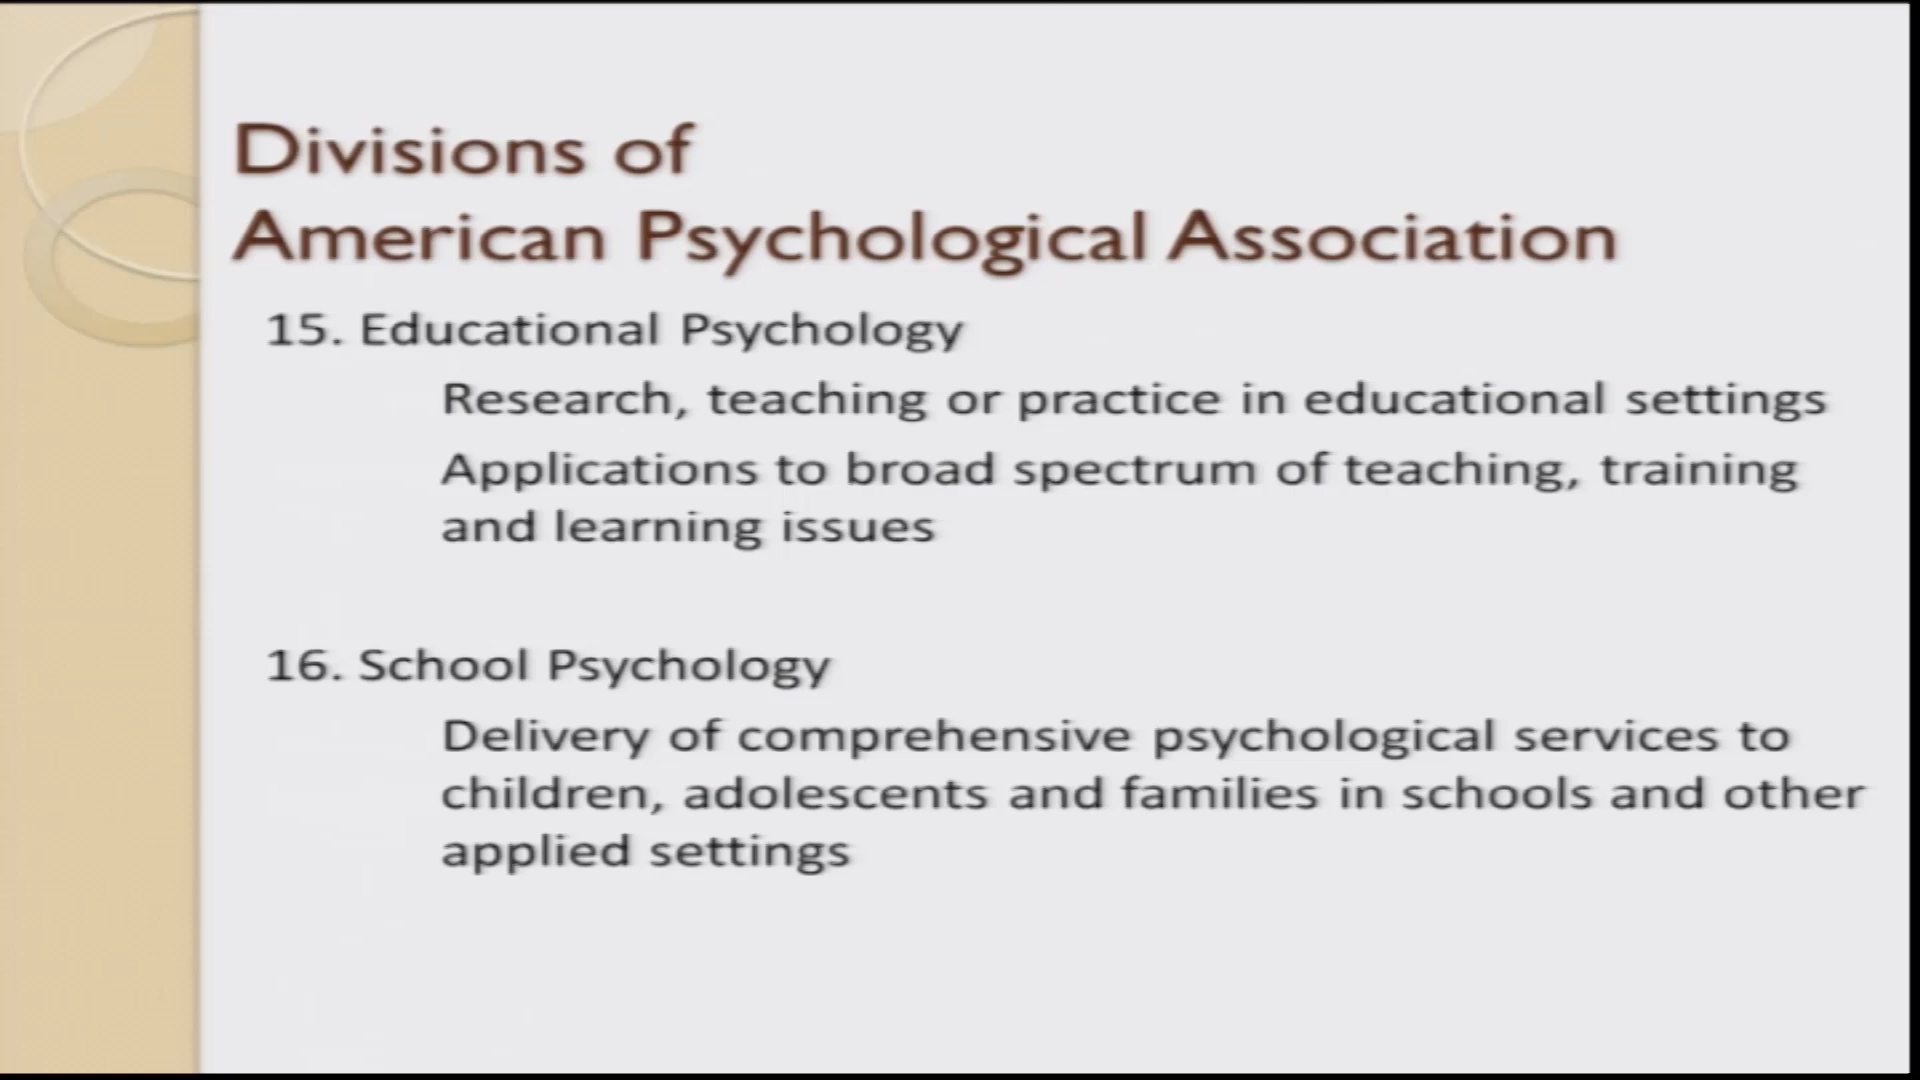 Divisions of
American Psychological Association
15. Educational Psychology
Research, teaching or practice in educational settings
Applications to broad spectrum of teaching, training
and learning issues
16. School Psychology
Delivery of comprehensive psychological services to
children, adolescents and families in schools and other
applied settings